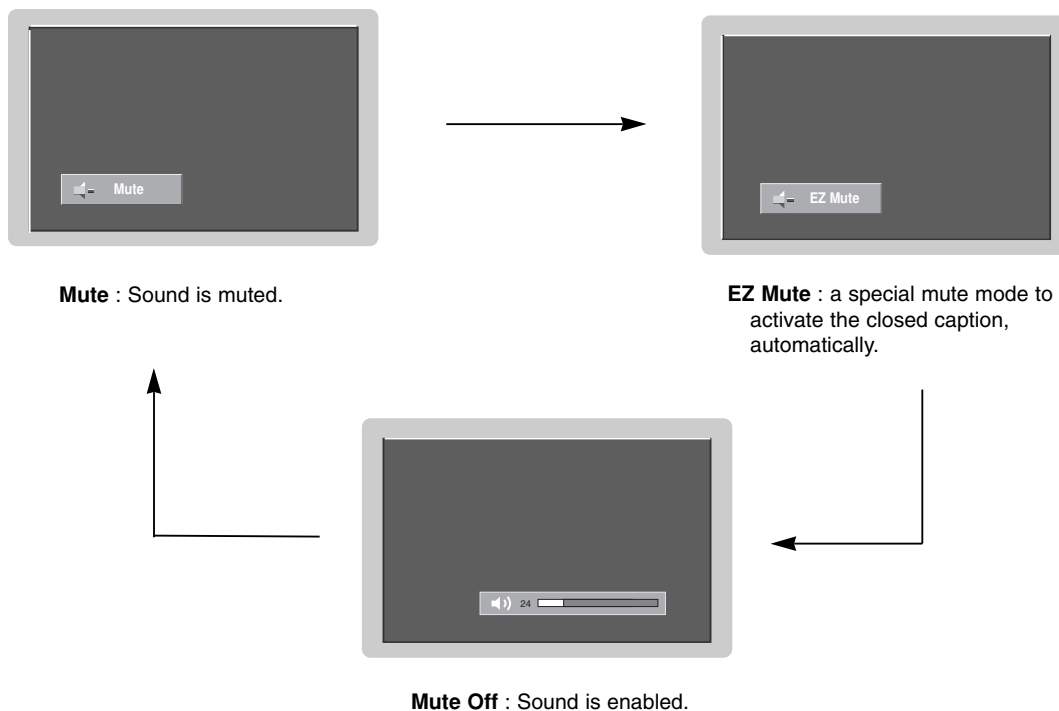 Mute
EZ Mute
Mute : Sound is muted.
EZ Mute : a special mute mode to
activate the closed caption,
automatically.
24
Mute Off : Sound is enabled.